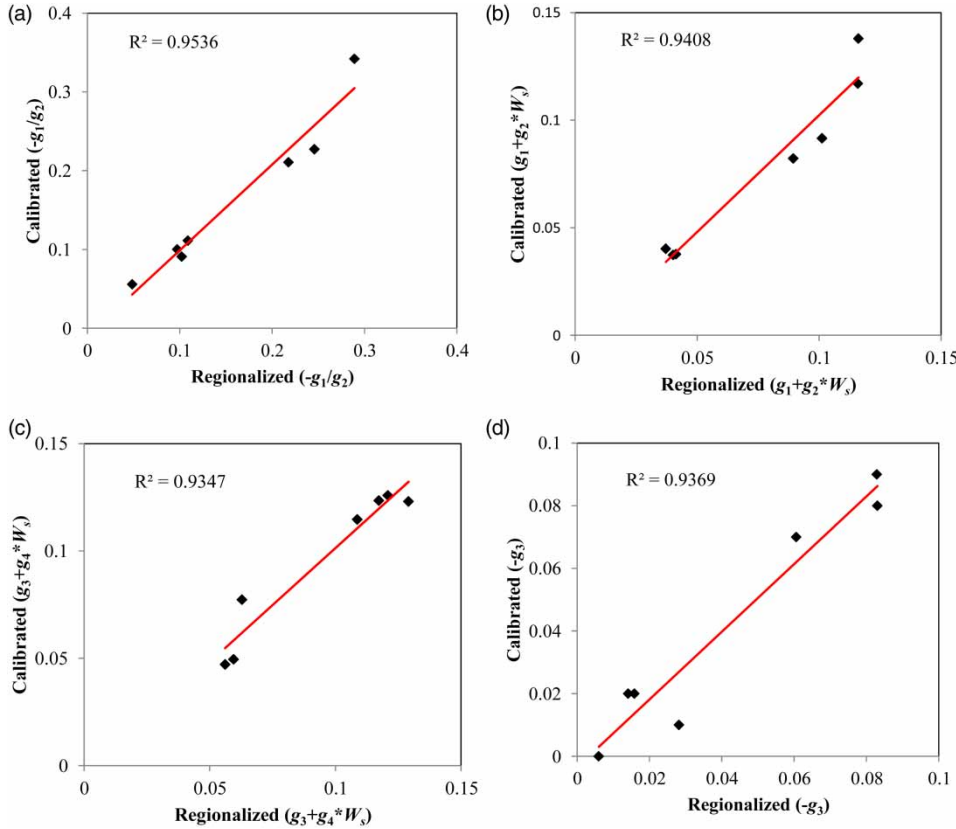 (a)
R² = 0.9536
Calibrated (-g₁/g₂)
0.4
0.3
0.2
0.1
0
0 0.1 0.2 0.3 0.4
Regionalized (-g₁/g₂)
(b)
R² = 0.9408
Calibrated (g₁+g₂*Wₛ)
0.15
0.1
0.05
0
0 0.05 0.1 0.15
Regionalized (g₁+g₂*Wₛ)
(c)
R² = 0.9347
Calibrated (g₃+g₄*Wₛ)
0.15
0.1
0.05
0
0 0.05 0.1 0.15
Regionalized (g₃+g₄*Wₛ)
(d)
R² = 0.9369
Calibrated (-g₃)
0.1
0.08
0.06
0.04
0.02
0
0 0.02 0.04 0.06 0.08 0.1
Regionalized (-g₃)